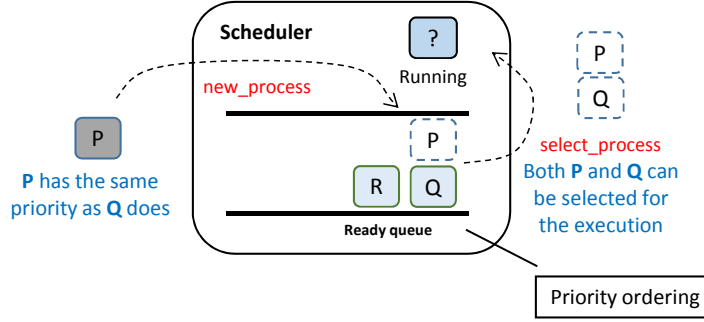 Scheduler
?
Running
new_process
P
P
P has the same
priority as Q does
R
Q
Ready queue
P
Q
select_process
Both P and Q can
be selected for
the execution
Priority ordering